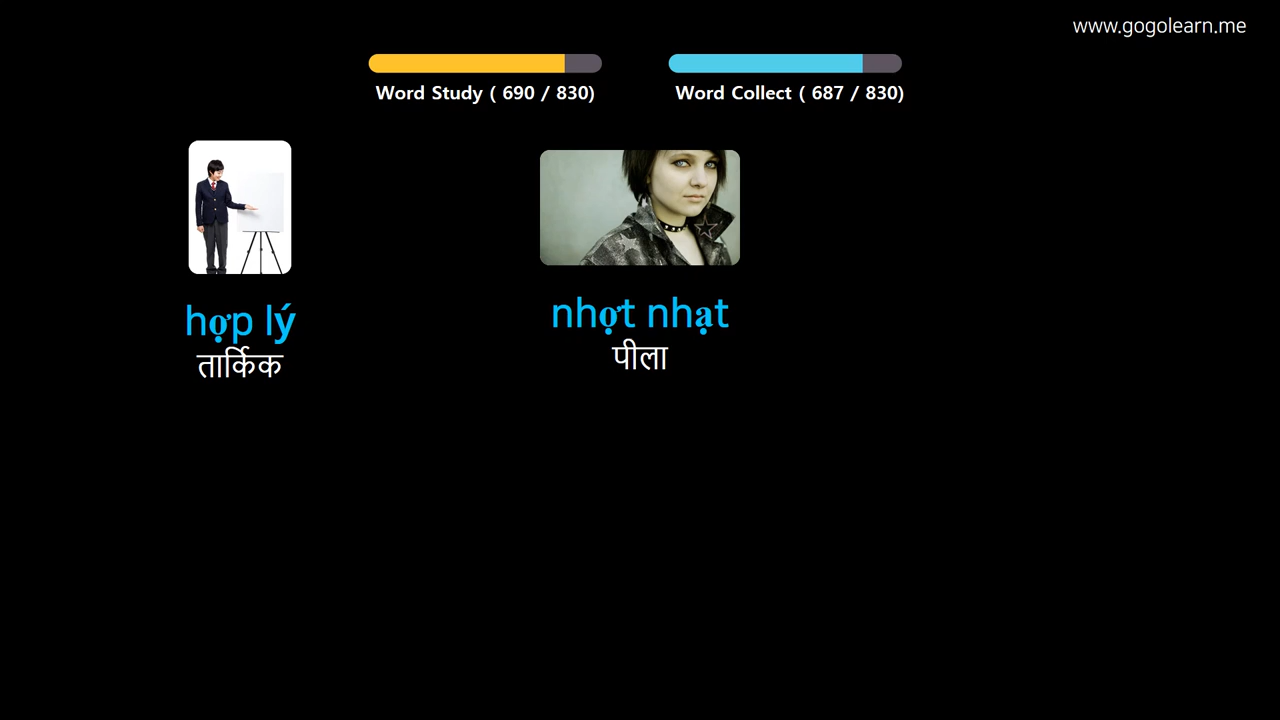 www.gogolearn.me
Word Study ( 690 / 830)
Word Collect ( 687 / 830)
hợp lý
तार्किक
nhợt nhạt
पीला